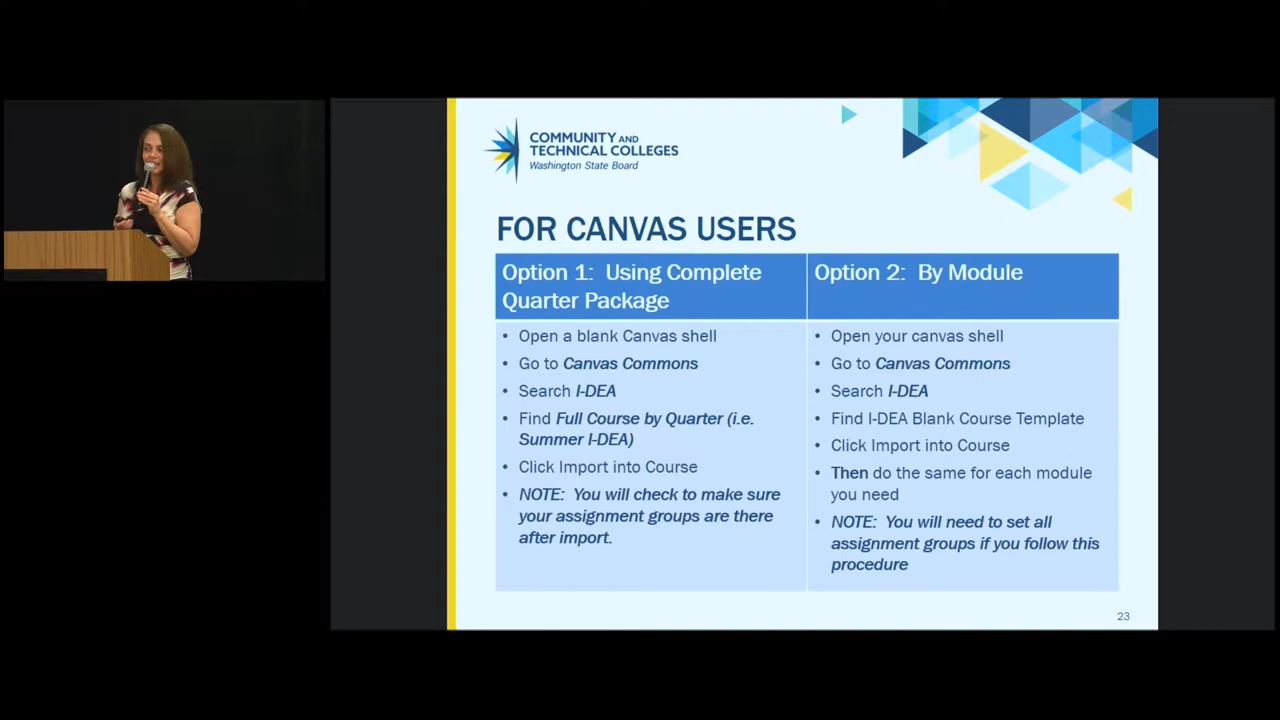 COMMUNITY AND
TECHNICAL COLLEGES
Washington State Board
FOR CANVAS USERS
Option 1: Using Complete
Quarter Package
• Open a blank Canvas shell
• Go to Canvas Commons
• Search I-DEA
• Find Full Course by Quarter (i.e.
Summer I-DEA)
• Click Import into Course
• NOTE: You will check to make sure
your assignment groups are there
after import.
Option 2: By Module
• Open your canvas shell
• Go to Canvas Commons
• Search I-DEA
• Find I-DEA Blank Course Template
• Click Import into Course
• Then do the same for each module
you need
• NOTE: You will need to set all
assignment groups if you follow this
procedure
23